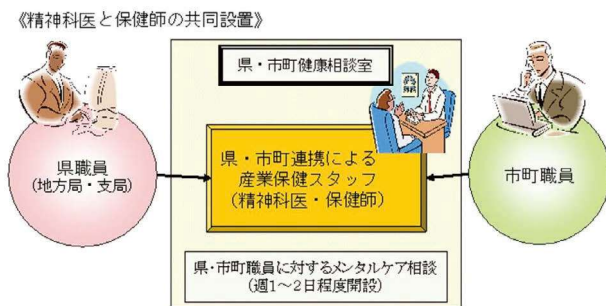 《精神科医と保健師の共同設置》
県・市町健康相談室
県・市町連携による
産業保健スタッフ
(精神科医・保健師)
県職員
(地方局・支局)
市町職員
県・市町職員に対するメンタルケア相談
(週1～2日程度開設)